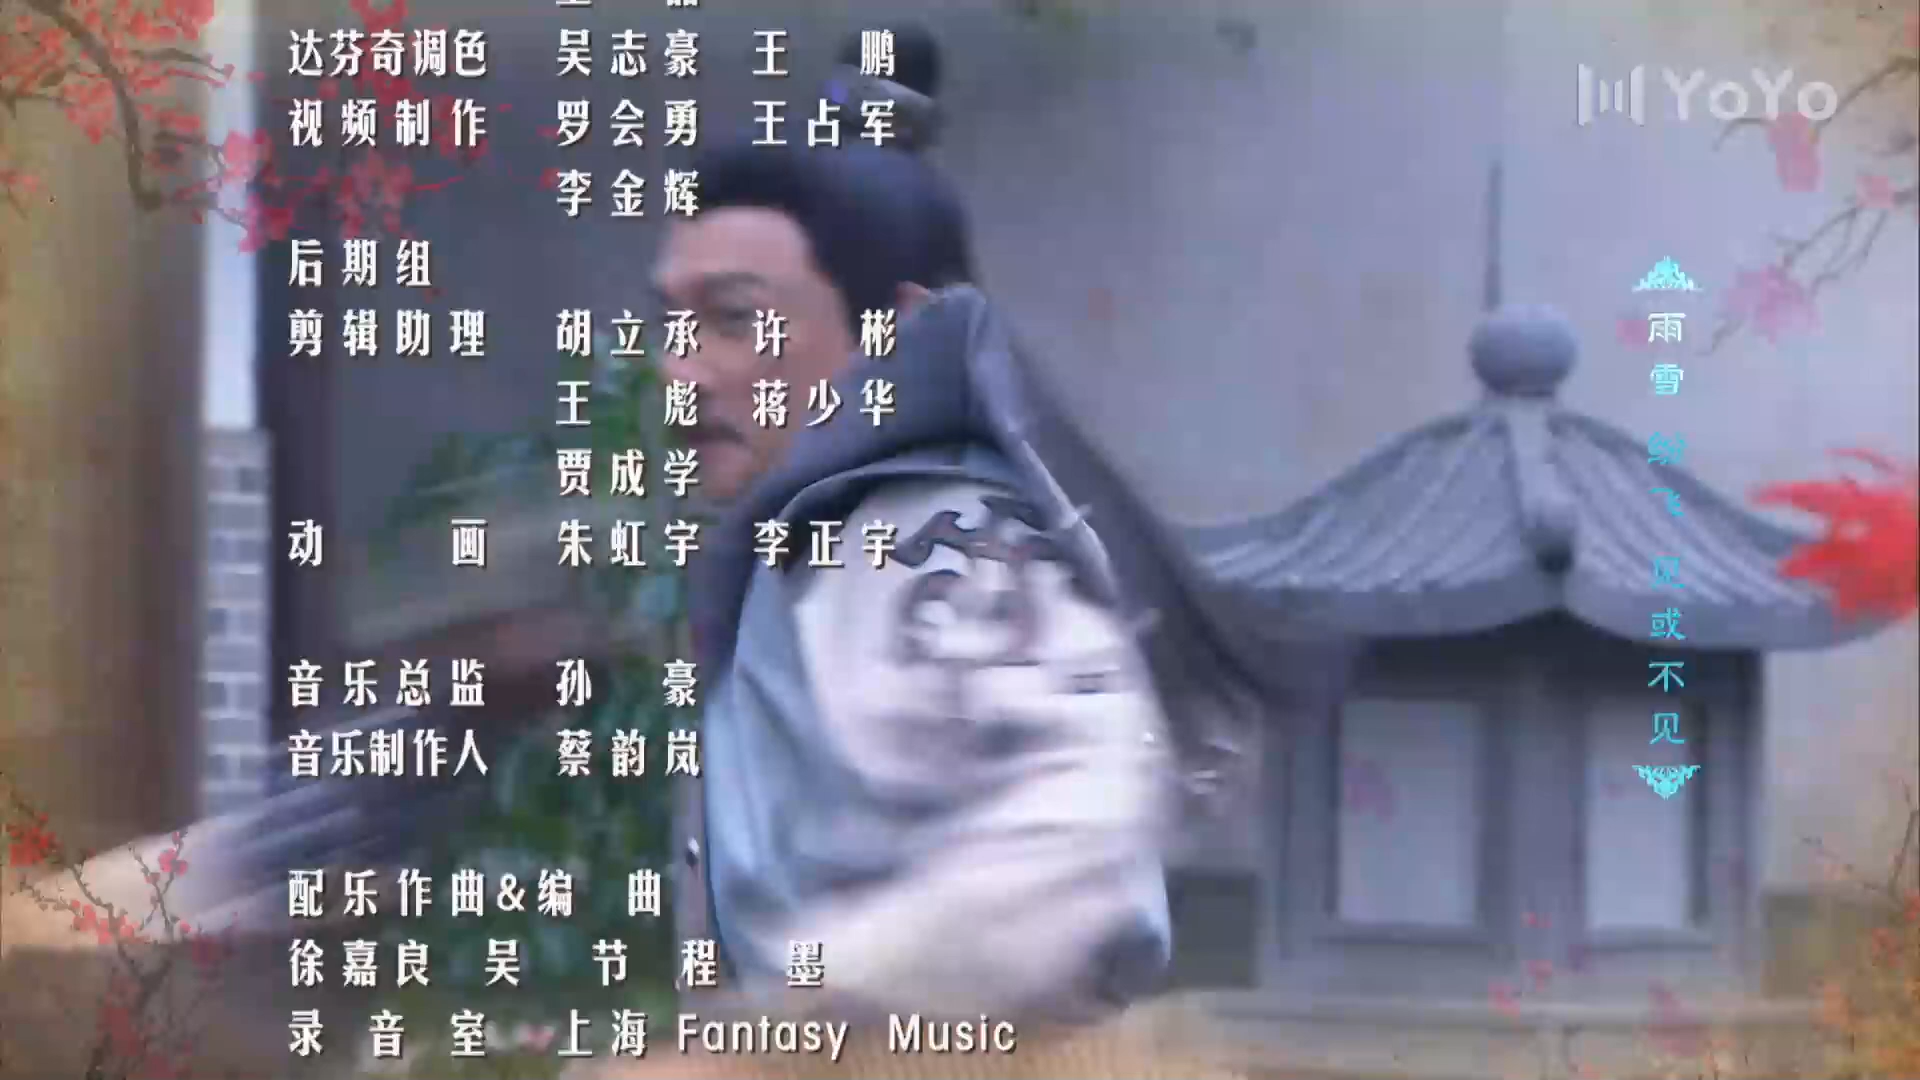 达芬奇调色 吴志豪 王鹏
视频制作 罗会勇 王占军
李金辉
后期组
剪辑助理 胡立承 许彬
王彪 蒋少华
贾成学
动画 朱虹宇 李正宇
音乐总监 孙豪
音乐制作人 蔡韵岚
配乐作曲&编曲
徐嘉良 吴节 程墨
录音室 上海 Fantasy Music
YoYo
雨雪 纷飞 见或不见